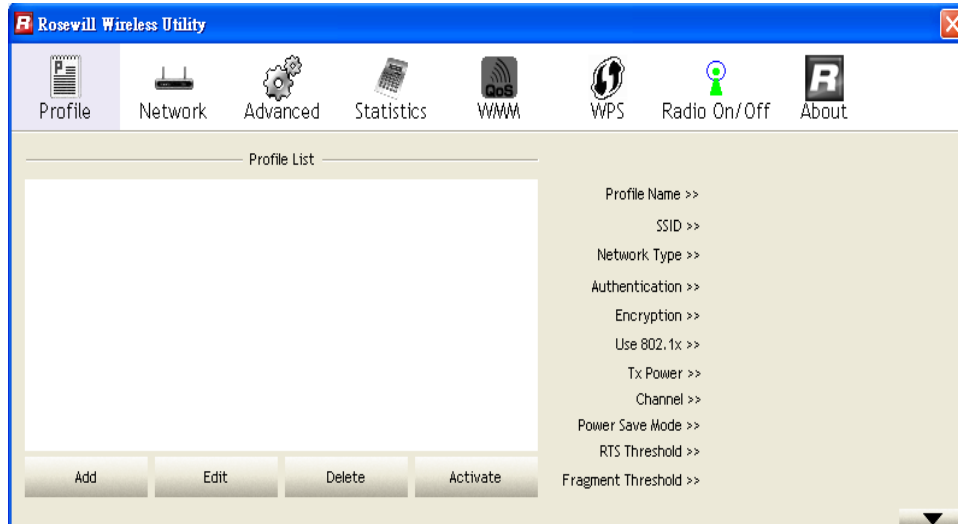 R Rosewill Wireless Utility
Profile Network Advanced Statistics WMM WPS Radio On/Off About
P
QoS
R
Profile List
Profile Name >>
SSID >>
Network Type >>
Authentication >>
Encryption >>
Use 802.1x >>
Tx Power >>
Channel >>
Power Save Mode >>
RTS Threshold >>
Fragment Threshold >>
Add Edit Delete Activate